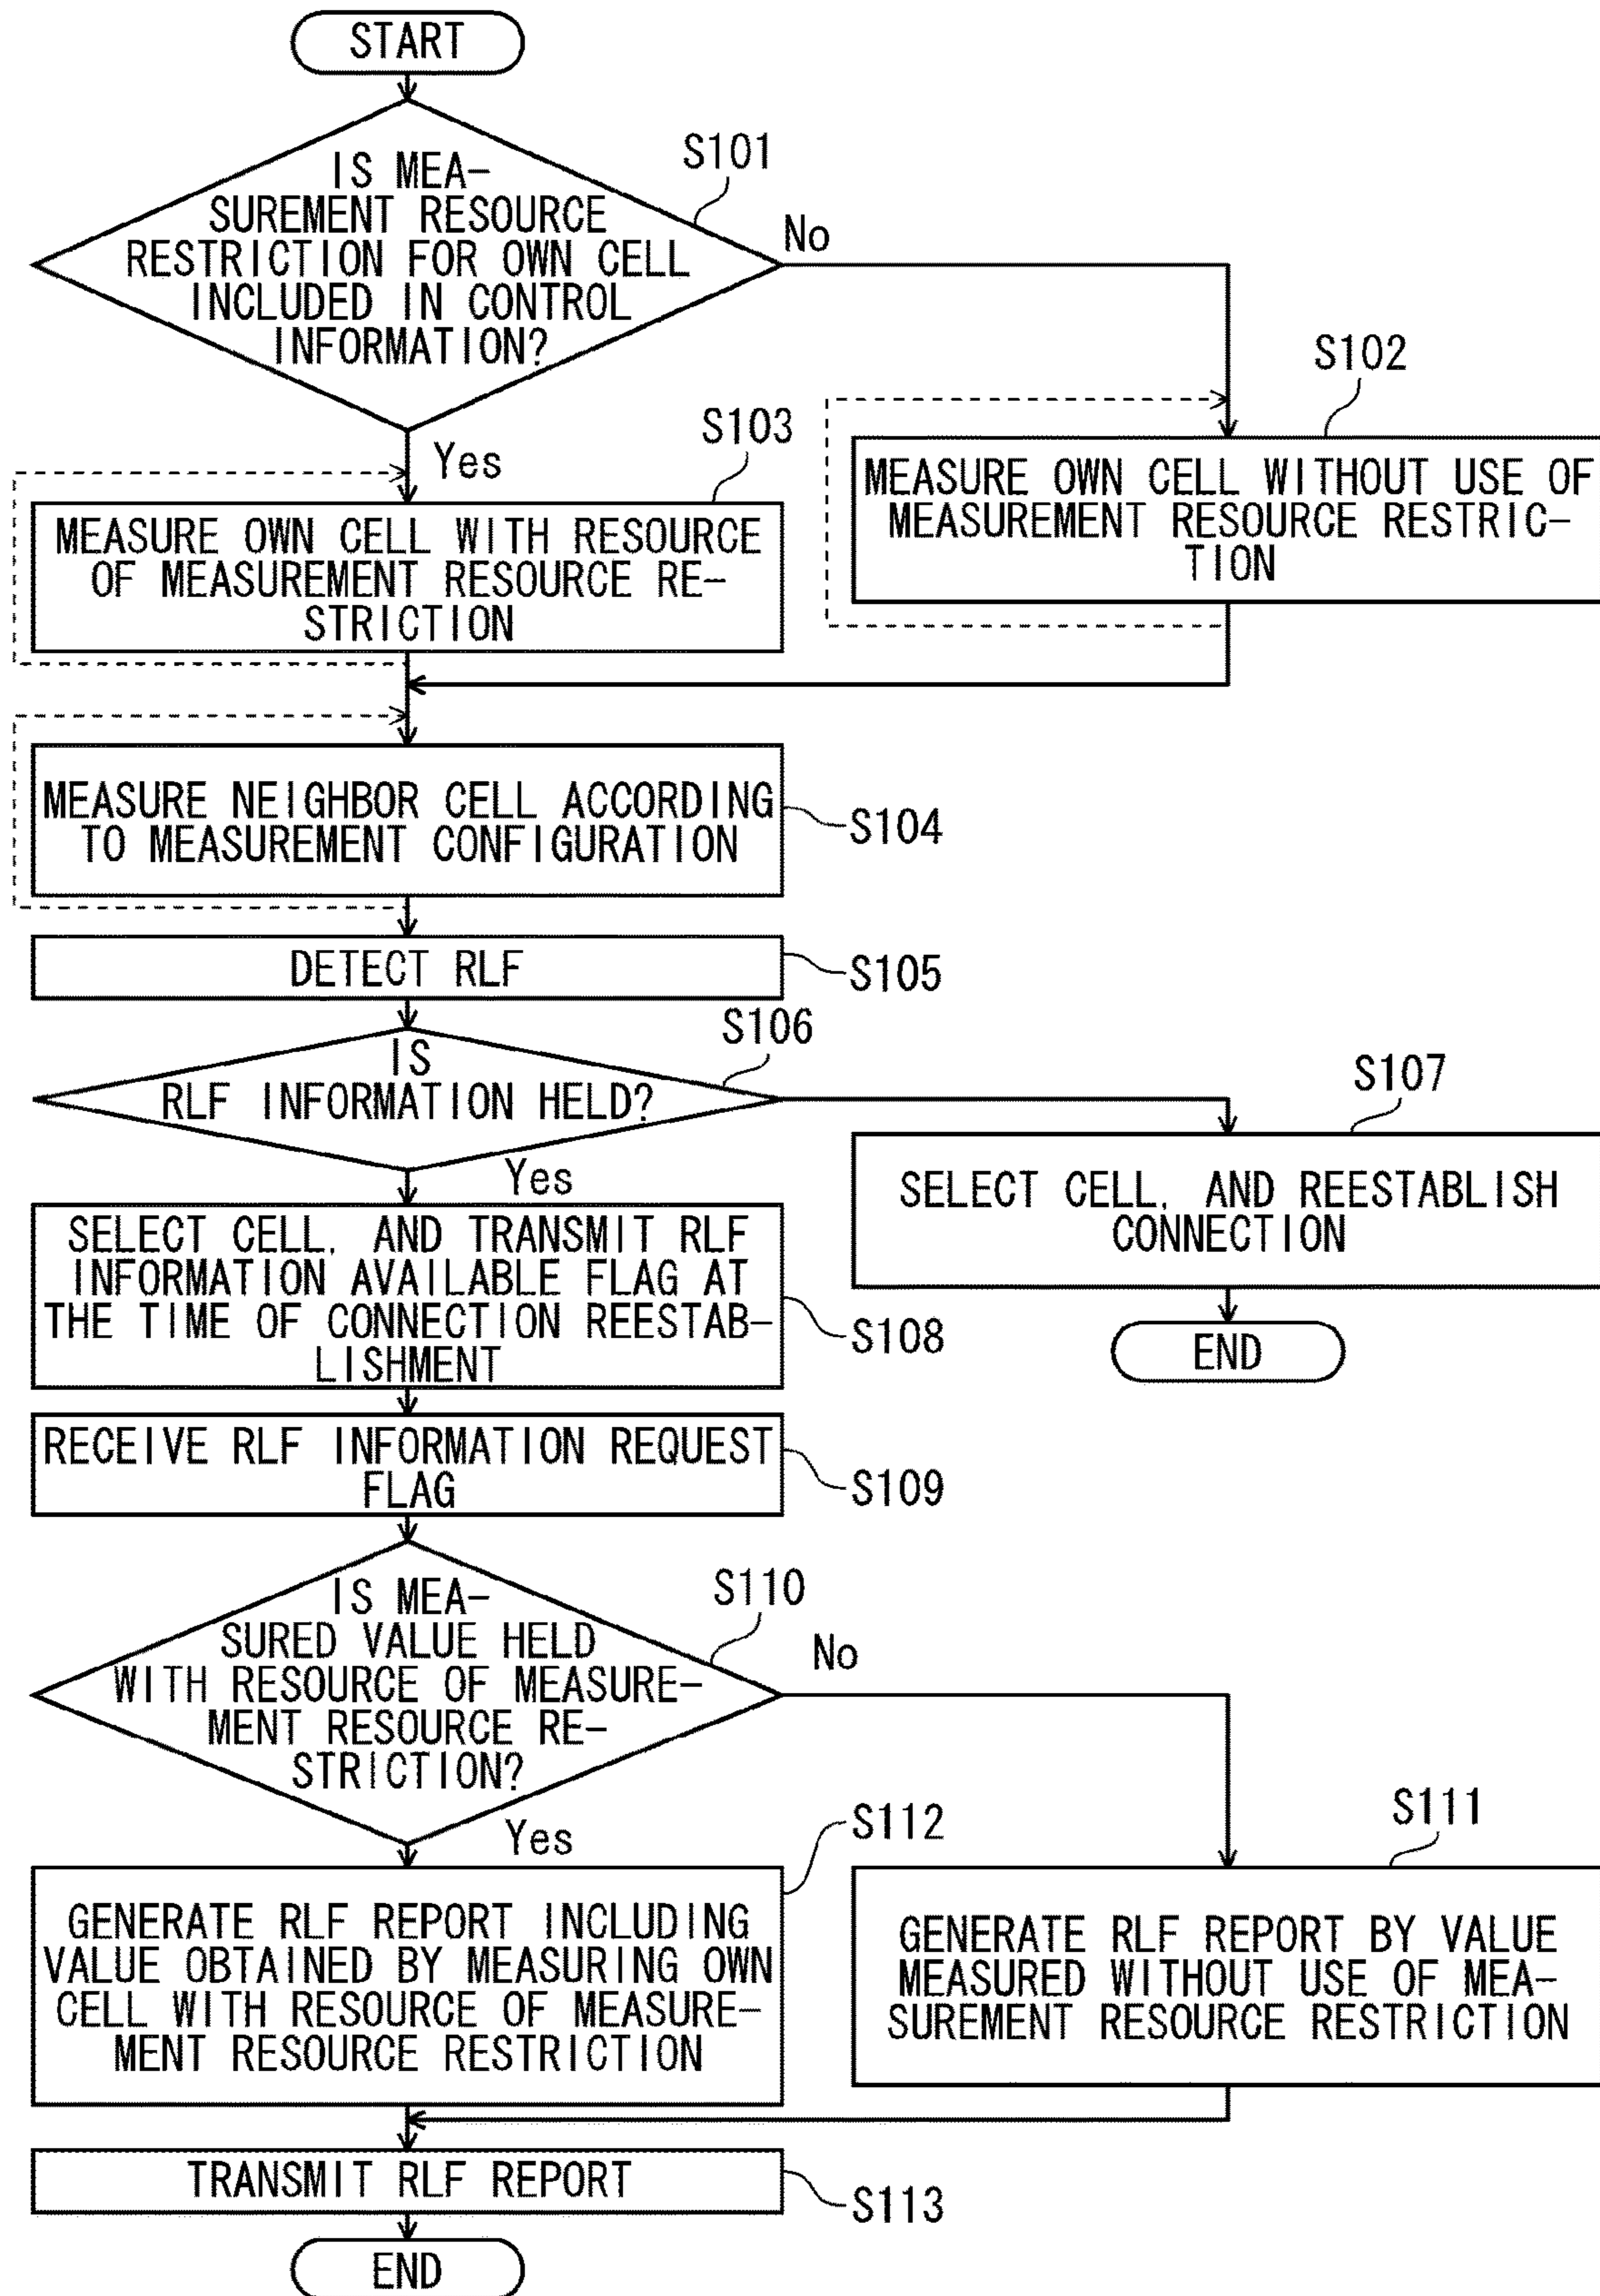 START
IS MEA-
SUREMENT RESOURCE
RESTRICTION FOR OWN CELL
INCLUDED IN CONTROL
INFORMATION?
S101
No
S102
MEASURE OWN CELL WITHOUT USE OF
MEASUREMENT RESOURCE RESTRIC-
TION
Yes
S103
MEASURE OWN CELL WITH RESOURCE
OF MEASUREMENT RESOURCE RE-
STRICTION
MEASURE NEIGHBOR CELL ACCORDING
TO MEASUREMENT CONFIGURATION
S104
DETECT RLF
S105
IS
RLF INFORMATION HELD?
S106
S107
SELECT CELL, AND REESTABLISH
CONNECTION
END
Yes
SELECT CELL, AND TRANSMIT RLF
INFORMATION AVAILABLE FLAG AT
THE TIME OF CONNECTION REESTAB-
LISHMENT
S108
RECEIVE RLF INFORMATION REQUEST
FLAG
S109
IS MEA-
SURED VALUE HELD
WITH RESOURCE OF MEASURE-
MENT RESOURCE RE-
STRICTION?
S110
No
S111
GENERATE RLF REPORT BY VALUE
MEASURED WITHOUT USE OF MEA-
SUREMENT RESOURCE RESTRICTION
Yes
S112
GENERATE RLF REPORT INCLUDING
VALUE OBTAINED BY MEASURING OWN
CELL WITH RESOURCE OF MEASURE-
MENT RESOURCE RESTRICTION
TRANSMIT RLF REPORT
S113
END